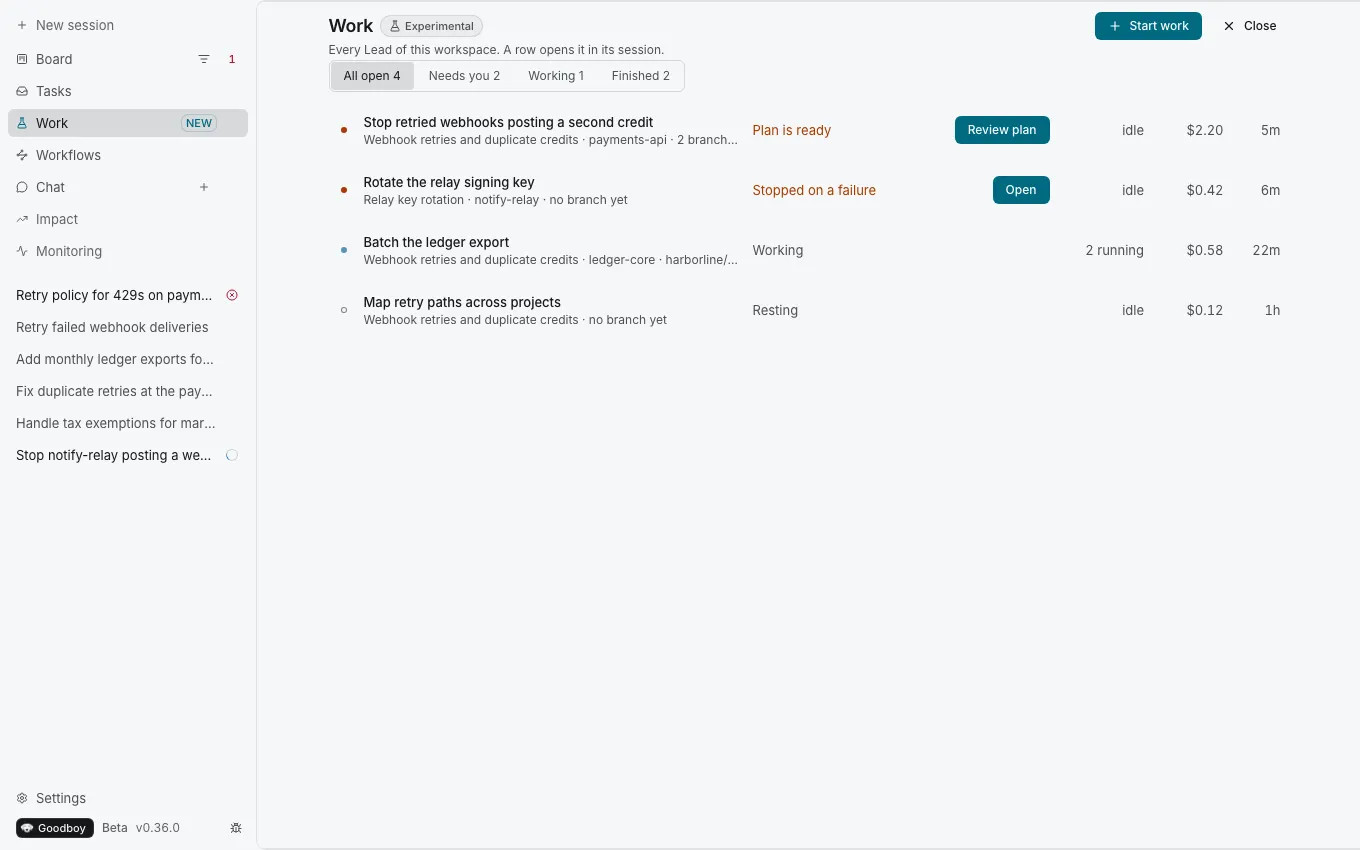 New session
Board 1
Tasks
Work NEW
Workflows
Chat
Impact
Monitoring
Retry policy for 429s on paym...
Retry failed webhook deliveries
Add monthly ledger exports fo...
Fix duplicate retries at the pay...
Handle tax exemptions for mar...
Stop notify-relay posting a we...
Settings
Goodboy Beta v0.36.0
Work Experimental
Start work Close
Every Lead of this workspace. A row opens it in its session.
All open 4 Needs you 2 Working 1 Finished 2
Stop retried webhooks posting a second credit
Webhook retries and duplicate credits · payments-api · 2 branch...
Plan is ready Review plan idle $2.20 5m
Rotate the relay signing key
Relay key rotation · notify-relay · no branch yet
Stopped on a failure Open idle $0.42 6m
Batch the ledger export
Webhook retries and duplicate credits · ledger-core · harborline/...
Working 2 running $0.58 22m
Map retry paths across projects
Webhook retries and duplicate credits · no branch yet
Resting idle $0.12 1h